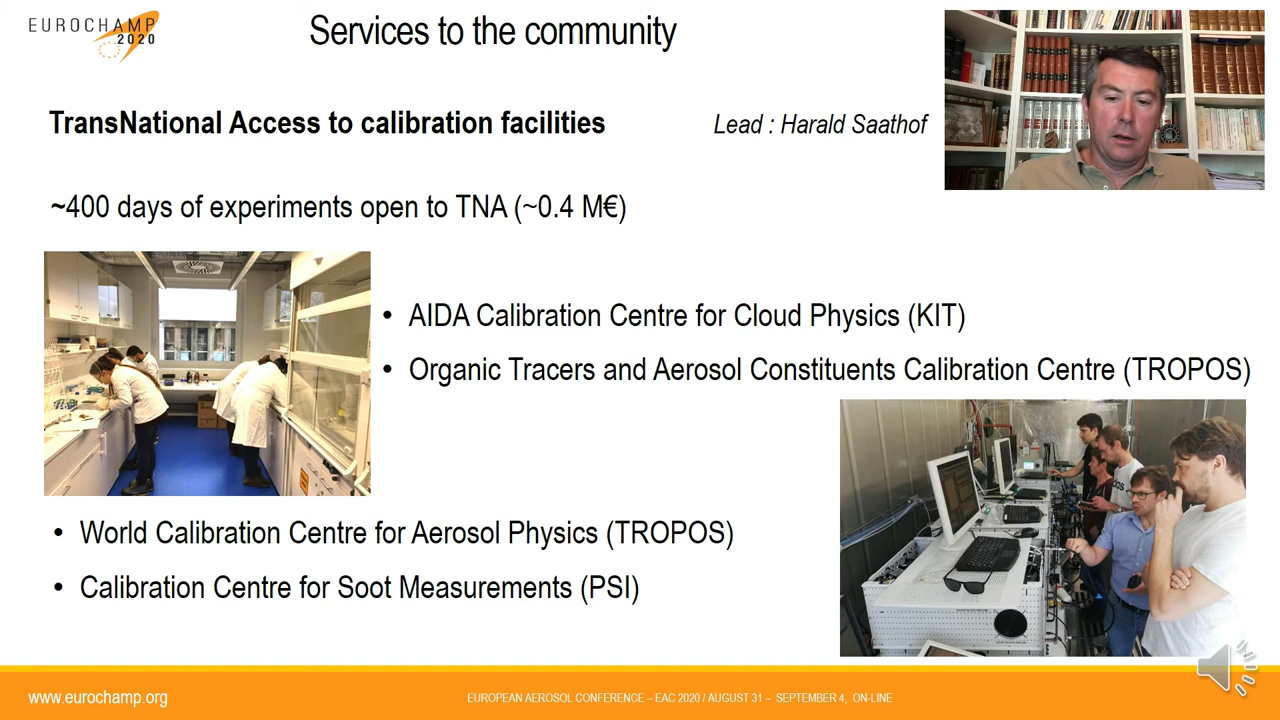 EUROCHAMP
2020
Services to the community
TransNational Access to calibration facilities
Lead : Harald Saathof
~400 days of experiments open to TNA (~0.4 M€)
• AIDA Calibration Centre for Cloud Physics (KIT)
• Organic Tracers and Aerosol Constituents Calibration Centre (TROPOS)
• World Calibration Centre for Aerosol Physics (TROPOS)
• Calibration Centre for Soot Measurements (PSI)
www.eurochamp.org
EUROPEAN AEROSOL CONFERENCE – EAC 2020 / AUGUST 31 – SEPTEMBER 4, ON-LINE